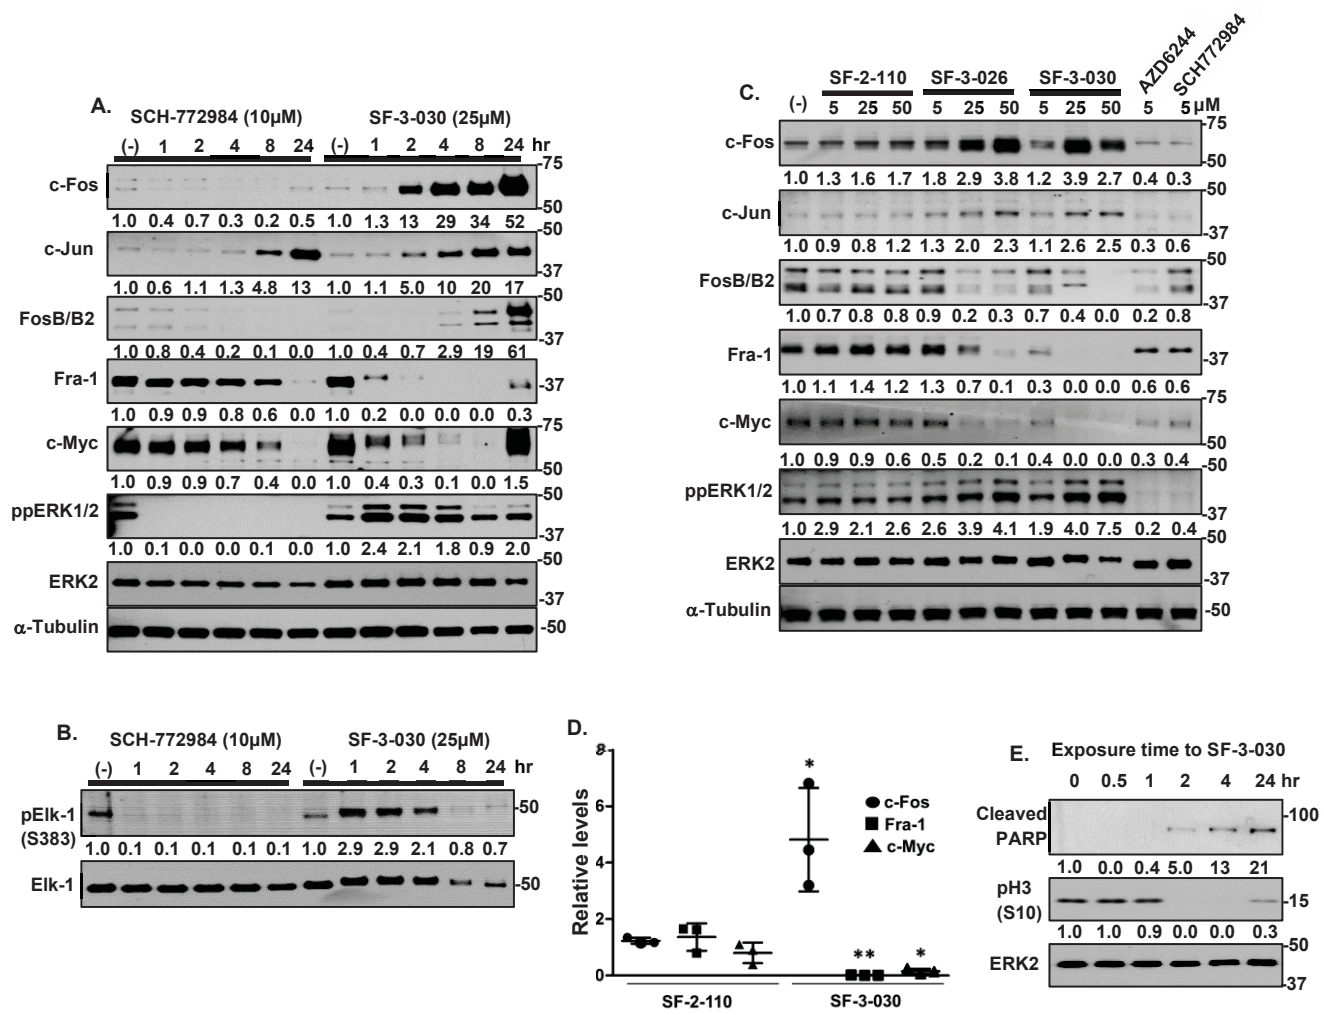 A.
SCH-772984 (10µM) SF-3-030 (25µM)
(-) 1 2 4 8 24 (-) 1 2 4 8 24 hr
c-Fos -75 -50
1.0 0.4 0.7 0.3 0.2 0.5 1.0 1.3 13 29 34 52
c-Jun -50 -37
1.0 0.6 1.1 1.3 4.8 13 1.0 1.1 5.0 10 20 17
FosB/B2 -50 -37
1.0 0.8 0.4 0.2 0.1 0.0 1.0 0.4 0.7 2.9 19 61
Fra-1 -37
1.0 0.9 0.9 0.8 0.6 0.0 1.0 0.2 0.0 0.0 0.0 0.3
c-Myc -75 -50
1.0 0.9 0.9 0.7 0.4 0.0 1.0 0.4 0.3 0.1 0.0 1.5
ppERK1/2 -50 -37
1.0 0.1 0.0 0.0 0.1 0.0 1.0 2.4 2.1 1.8 0.9 2.0
ERK2 -50 -37
α-Tubulin -50
C.
SF-2-110 SF-3-026 SF-3-030 AZD6244 SCH772984
(-) 5 25 50 5 25 50 5 25 50 5 5 µM
c-Fos -75 -50
1.0 1.3 1.6 1.7 1.8 2.9 3.8 1.2 3.9 2.7 0.4 0.3
c-Jun -50 -37
1.0 0.9 0.8 1.2 1.3 2.0 2.3 1.1 2.6 2.5 0.3 0.6
FosB/B2 -50 -37
1.0 0.7 0.8 0.8 0.9 0.2 0.3 0.7 0.4 0.0 0.2 0.8
Fra-1 -37
1.0 1.1 1.4 1.2 1.3 0.7 0.1 0.3 0.0 0.0 0.6 0.6
c-Myc -75 -50
1.0 0.9 0.9 0.6 0.5 0.2 0.1 0.4 0.0 0.0 0.3 0.4
ppERK1/2 -50 -37
1.0 2.9 2.1 2.6 2.6 3.9 4.1 1.9 4.0 7.5 0.2 0.4
ERK2 -50 -37
α-Tubulin -50
B.
SCH-772984 (10µM) SF-3-030 (25µM)
(-) 1 2 4 8 24 (-) 1 2 4 8 24 hr
pElk-1 -50
(S383)
1.0 0.1 0.1 0.1 0.1 0.1 1.0 2.9 2.9 2.1 0.8 0.7
Elk-1 -50
D.
Relative levels
8
6
4
2
0
*
c-Fos
Fra-1
c-Myc
** *
SF-2-110 SF-3-030
E.
Exposure time to SF-3-030
0 0.5 1 2 4 24 hr
Cleaved -100
PARP
1.0 0.0 0.4 5.0 13 21
pH3 -15
(S10)
1.0 1.0 0.9 0.0 0.0 0.3
ERK2 -50 -37